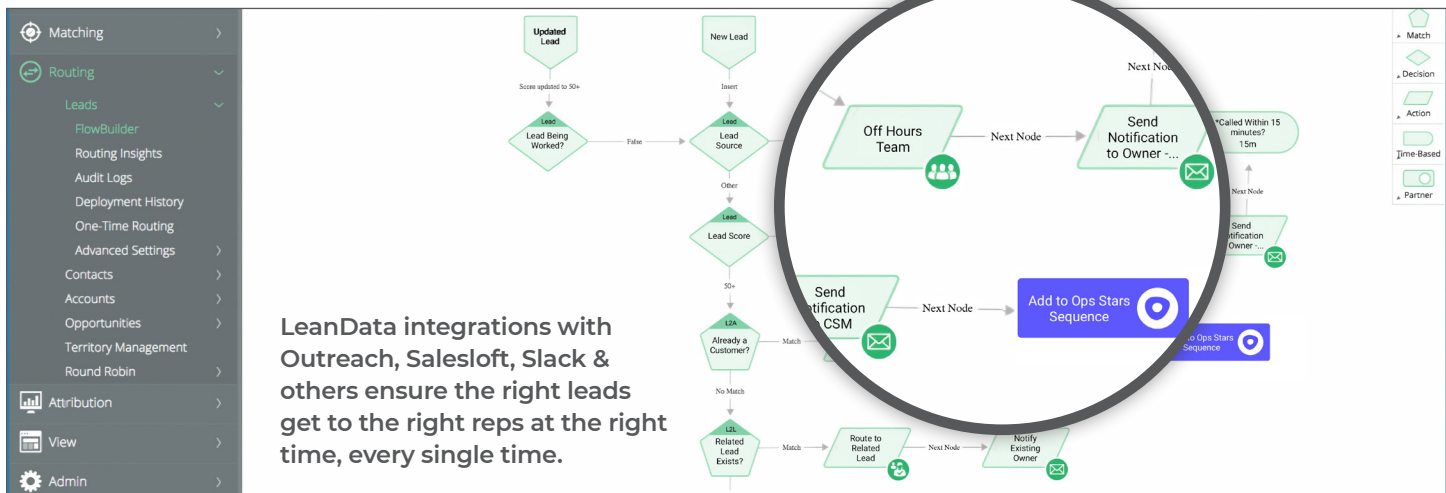 Matching
Routing
Leads
FlowBuilder
Routing Insights
Audit Logs
Deployment History
One-Time Routing
Advanced Settings
Contacts
Accounts
Opportunities
Territory Management
Round Robin
Attribution
View
Admin
Updated
Lead
Score updated to 50+
Lead
Lead Being
Worked?
False
New Lead
Insert
Lead
Lead
Source
Other
Lead
Lead Score
50+
L2A
Already a
Customer?
Match
No Match
L2L
Related
Lead
Exists?
Match
Route to
Related
Lead
Next Node
Notify
Existing
Owner
Off Hours
Team
Next Node
Next
Send
Notification
to Owner -...
Send
CSM
Next Node
Add to Ops Stars
Sequence
*Called Within 15
minutes?
15m
Next Node
Send
Owner -...
Ops Stars
Sequence
Match
Decision
Action
Time-Based
Partner
LeanData integrations with
Outreach, Salesloft, Slack &
others ensure the right leads
get to the right reps at the right
time, every single time.